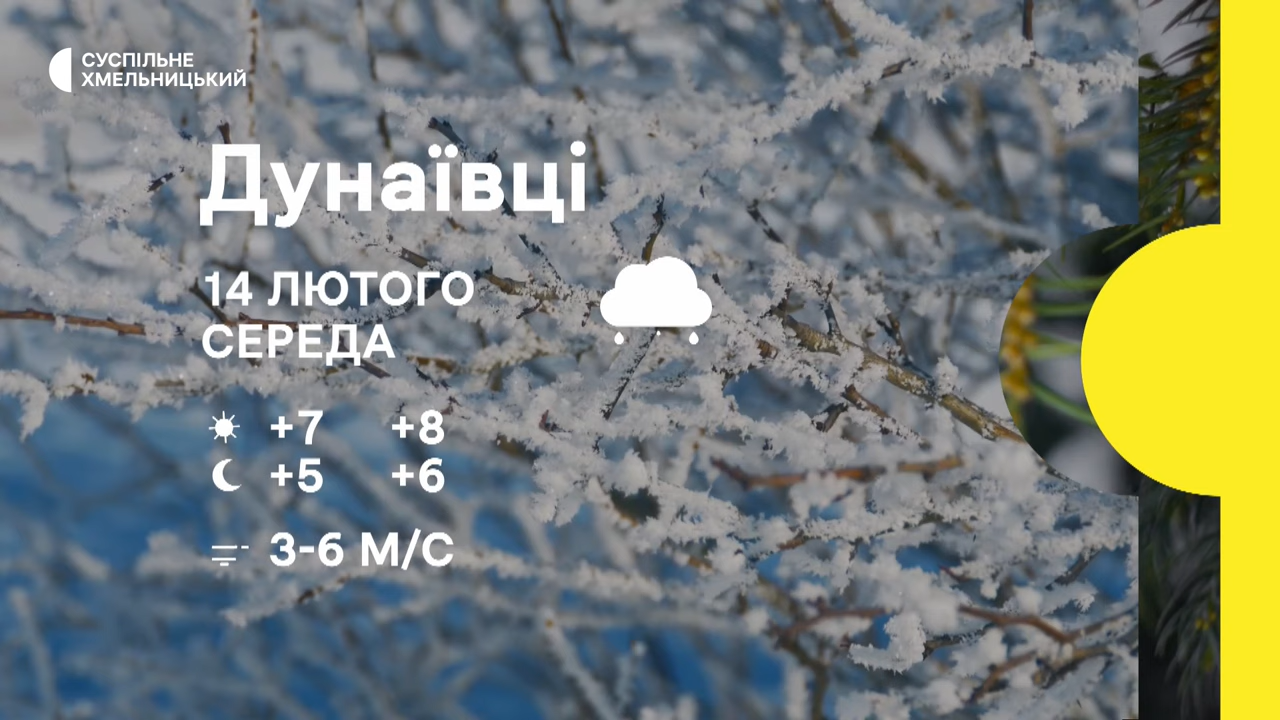 СУСПІЛЬНЕ
ХМЕЛЬНИЦЬКИЙ
Дунаївці
14 ЛЮТОГО
СЕРЕДА
+7 +8
+5 +6
3-6 М/С